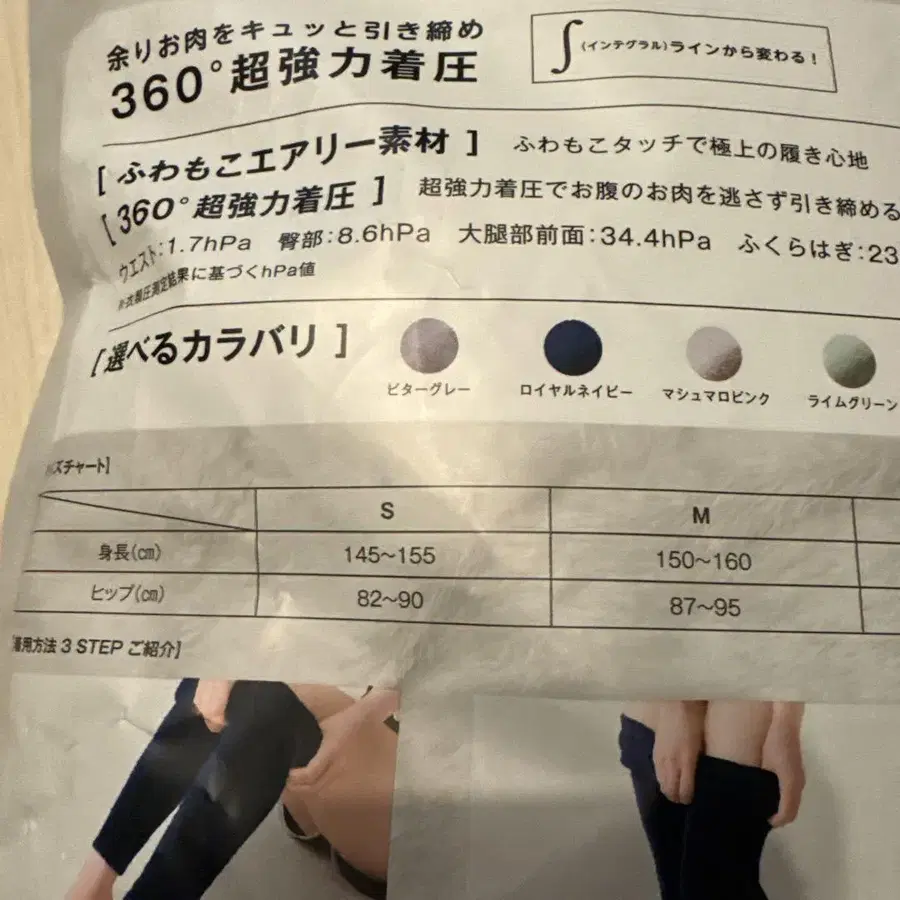 余りお肉をキュッと引き締め
360°超強力着圧
∫(インテグラル)ラインから変わる!
[ ふわもこエアリー素材 ] ふわもこタッチで極上の履き心地
[ 360°超強力着圧 ] 超強力着圧でお腹のお肉を逃さず引き締める
ウエスト:1.7hPa 臀部:8.6hPa 大腿部前面:34.4hPa ふくらはぎ:23
※衣服圧測定結果に基づくhPa値
[ 選べるカラバリ ]
ビターグレー ロイヤルネイビー マシュマロピンク ライムグリーン
ズチャート]
S M
身長(cm) 145~155 150~160
ヒップ(cm) 82~90 87~95
[着用方法 3 STEP ご紹介]